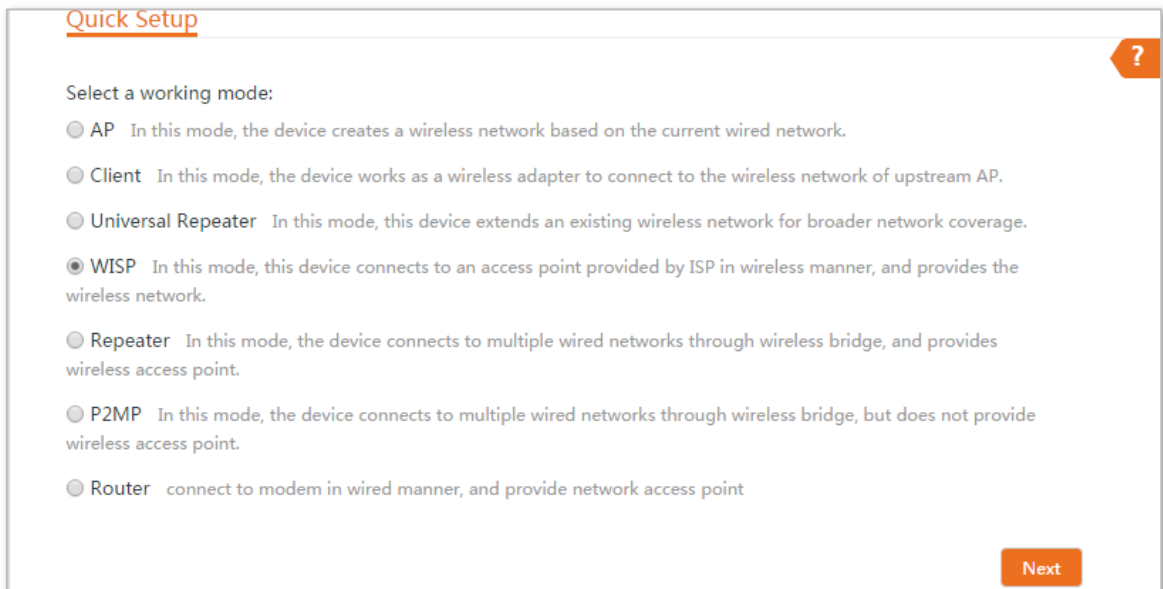 Quick Setup
?
Select a working mode:
AP In this mode, the device creates a wireless network based on the current wired network.
Client In this mode, the device works as a wireless adapter to connect to the wireless network of upstream AP.
Universal Repeater In this mode, this device extends an existing wireless network for broader network coverage.
WISP In this mode, this device connects to an access point provided by ISP in wireless manner, and provides the
wireless network.
Repeater In this mode, the device connects to multiple wired networks through wireless bridge, and provides
wireless access point.
P2MP In this mode, the device connects to multiple wired networks through wireless bridge, but does not provide
wireless access point.
Router connect to modem in wired manner, and provide network access point
Next